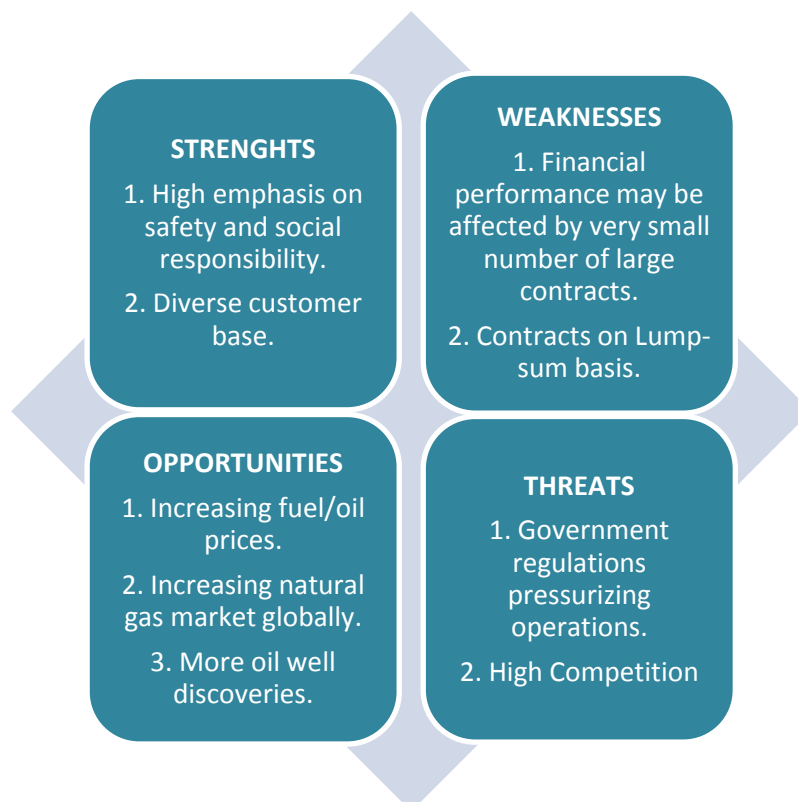 STRENGHTS
1. High emphasis on
safety and social
responsibility.
2. Diverse customer
base.
WEAKNESSES
1. Financial
performance may be
affected by very small
number of large
contracts.
2. Contracts on Lump-
sum basis.
OPPORTUNITIES
1. Increasing fuel/oil
prices.
2. Increasing natural
gas market globally.
3. More oil well
discoveries.
THREATS
1. Government
regulations
pressurizing
operations.
2. High Competition